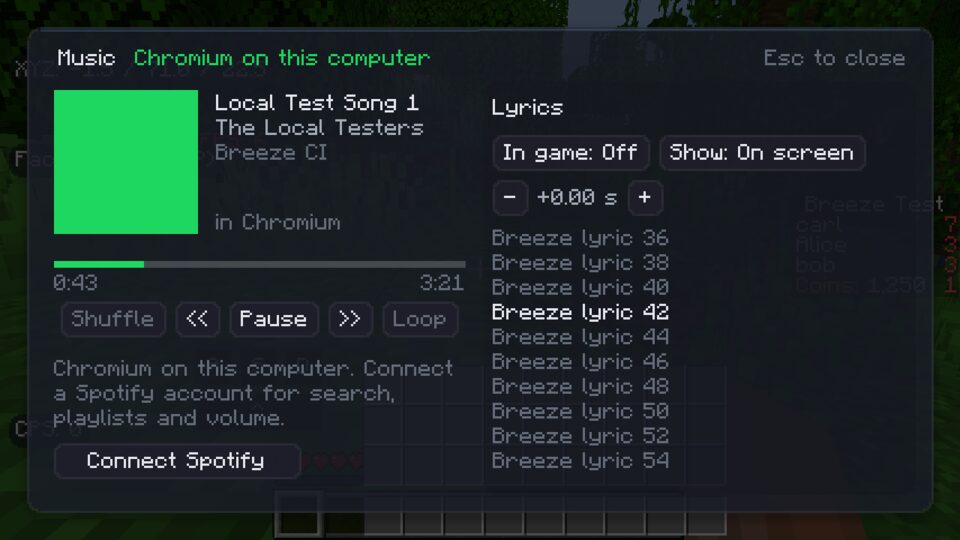 Music Chromium on this computer
Esc to close
Local Test Song 1
The Local Testers
Breeze CI
in Chromium
0:43
3:21
Shuffle << Pause >> Loop
Chromium on this computer. Connect
a Spotify account for search,
playlists and volume.
Connect Spotify
Lyrics
In game: Off Show: On screen
- +0.00 s +
Breeze lyric 36
Breeze lyric 38
Breeze lyric 40
Breeze lyric 42
Breeze lyric 44
Breeze lyric 46
Breeze lyric 48
Breeze lyric 50
Breeze lyric 52
Breeze lyric 54
Breeze Test
carl 7
Alice 3
bob
Coins: 1,250 1